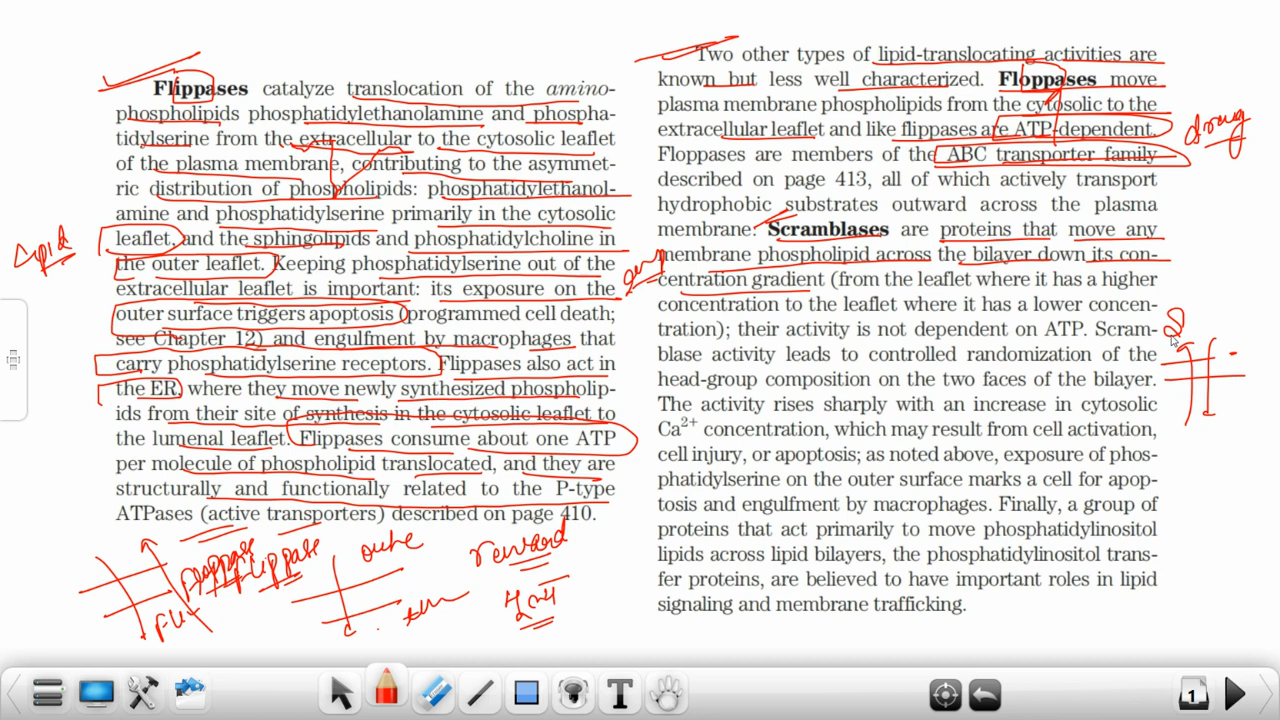 Flippases catalyze translocation of the amino-
phospholipids phosphatidylethanolamine and phospha-
tidylserine from the extracellular to the cytosolic leaflet
of the plasma membrane, contributing to the asymmet-
ric distribution of phospholipids: phosphatidylethanol-
amine and phosphatidylserine primarily in the cytosolic
leaflet, and the sphingolipids and phosphatidylcholine in
the outer leaflet. Keeping phosphatidylserine out of the
extracellular leaflet is important: its exposure on the
outer surface triggers apoptosis (programmed cell death;
see Chapter 12) and engulfment by macrophages that
carry phosphatidylserine receptors. Flippases also act in
the ER, where they move newly synthesized phospholip-
ids from their site of synthesis in the cytosolic leaflet to
the lumenal leaflet. Flippases consume about one ATP
per molecule of phospholipid translocated, and they are
structurally and functionally related to the P-type
ATPases (active transporters) described on page 410.
Lipid
Floppase
Flippase
oute
Two other types of lipid-translocating activities are
known but less well characterized. Floppases move
plasma membrane phospholipids from the cytosolic to the
extracellular leaflet and like flippases are ATP-dependent.
Floppases are members of the ABC transporter family
described on page 413, all of which actively transport
hydrophobic substrates outward across the plasma
membrane. Scramblases are proteins that move any
membrane phospholipid across the bilayer down its con-
centration gradient (from the leaflet where it has a higher
concentration to the leaflet where it has a lower concen-
tration); their activity is not dependent on ATP. Scram-
blase activity leads to controlled randomization of the
head-group composition on the two faces of the bilayer.
The activity rises sharply with an increase in cytosolic
Ca2+ concentration, which may result from cell activation,
cell injury, or apoptosis; as noted above, exposure of phos-
phatidylserine on the outer surface marks a cell for apop-
tosis and engulfment by macrophages. Finally, a group of
proteins that act primarily to move phosphatidylinositol
lipids across lipid bilayers, the phosphatidylinositol trans-
fer proteins, are believed to have important roles in lipid
signaling and membrane trafficking.
drug
T
1